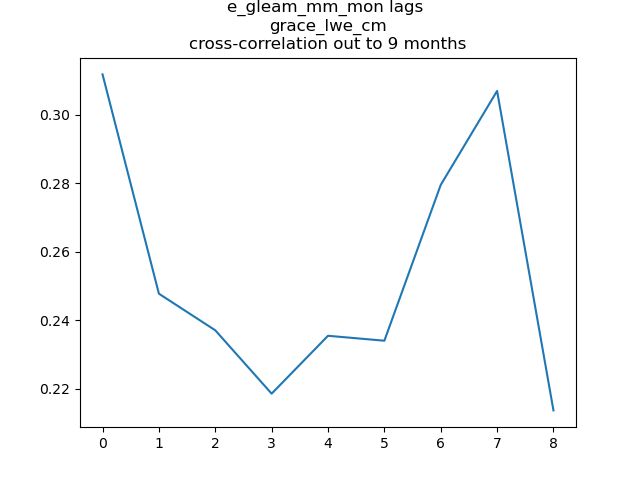 e_gleam_mm_mon lags
grace_lwe_cm
cross-correlation out to 9 months
0.30
0.28
0.26
0.24
0.22
0 1 2 3 4 5 6 7 8